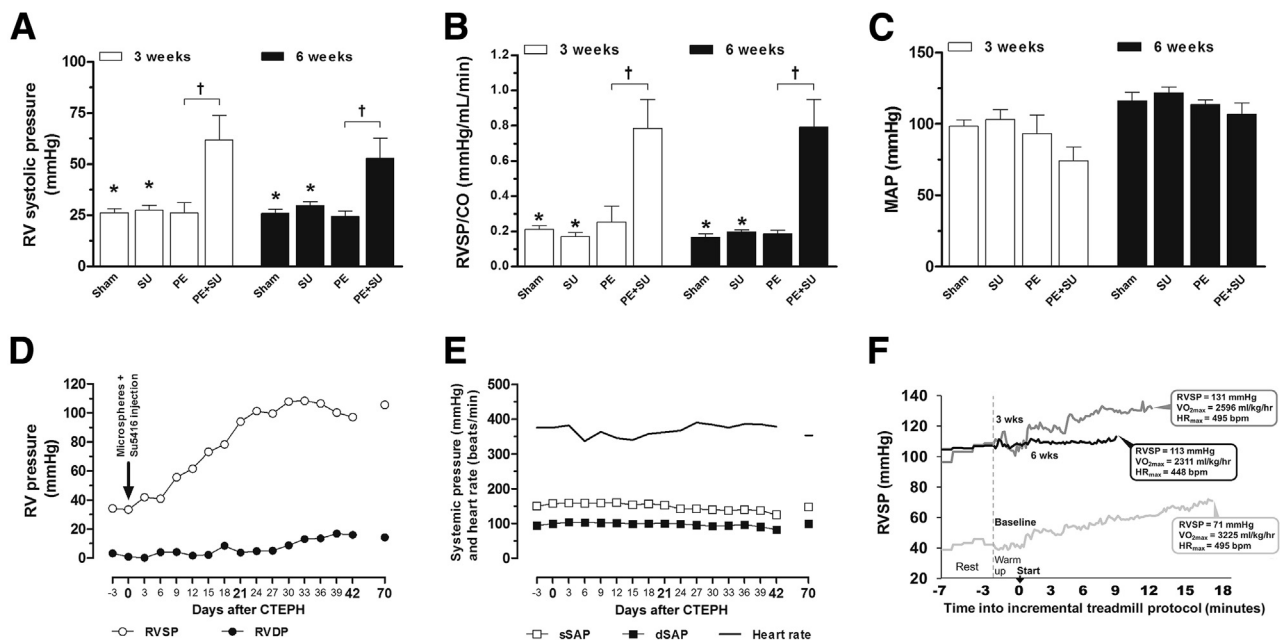 A
3 weeks
6 weeks
RV systolic pressure
(mmHg)
100
75
50
25
0
*
*
†
*
*
†
Sham
SU
PE
PE+SU
Sham
SU
PE
PE+SU
B
3 weeks
6 weeks
RVSP/CO (mmHg/mL/min)
1.2
1.0
0.8
0.6
0.4
0.2
0.0
*
*
†
*
*
†
Sham
SU
PE
PE+SU
Sham
SU
PE
PE+SU
C
3 weeks
6 weeks
MAP (mmHg)
150
100
50
0
Sham
SU
PE
PE+SU
Sham
SU
PE
PE+SU
D
RV pressure
(mmHg)
120
100
80
60
40
20
0
Microspheres +
Su5416 injection
-3 0 3 6 9 12 15 18 21 24 27 30 33 36 39 42 70
Days after CTEPH
RVSP
RVDP
E
Systemic pressure (mmHg)
and heart rate (beats/min)
500
400
300
200
100
0
-3 0 3 6 9 12 15 18 21 24 27 30 33 36 39 42 70
Days after CTEPH
sSAP
dSAP
Heart rate
F
RVSP (mmHg)
140
120
100
80
60
40
20
3 wks
6 wks
Baseline
Rest
Warm
up
Start
RVSP = 131 mmHg
VO2max = 2596 ml/kg/hr
HRmax = 495 bpm
RVSP = 113 mmHg
VO2max = 2311 ml/kg/hr
HRmax = 448 bpm
RVSP = 71 mmHg
VO2max = 3225 ml/kg/hr
HRmax = 495 bpm
-7 -3 0 3 6 9 12 15 18
Time into incremental treadmill protocol (minutes)